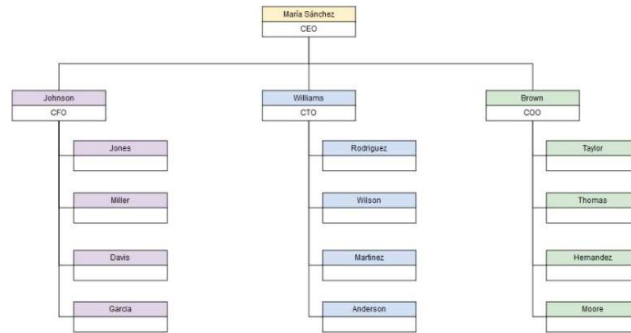 María Sánchez
CEO
Johnson
CFO
Williams
CTO
Brown
COO
Jones
Rodriguez
Taylor
Miller
Wilson
Thomas
Davis
Martinez
Hernandez
Garcia
Anderson
Moore